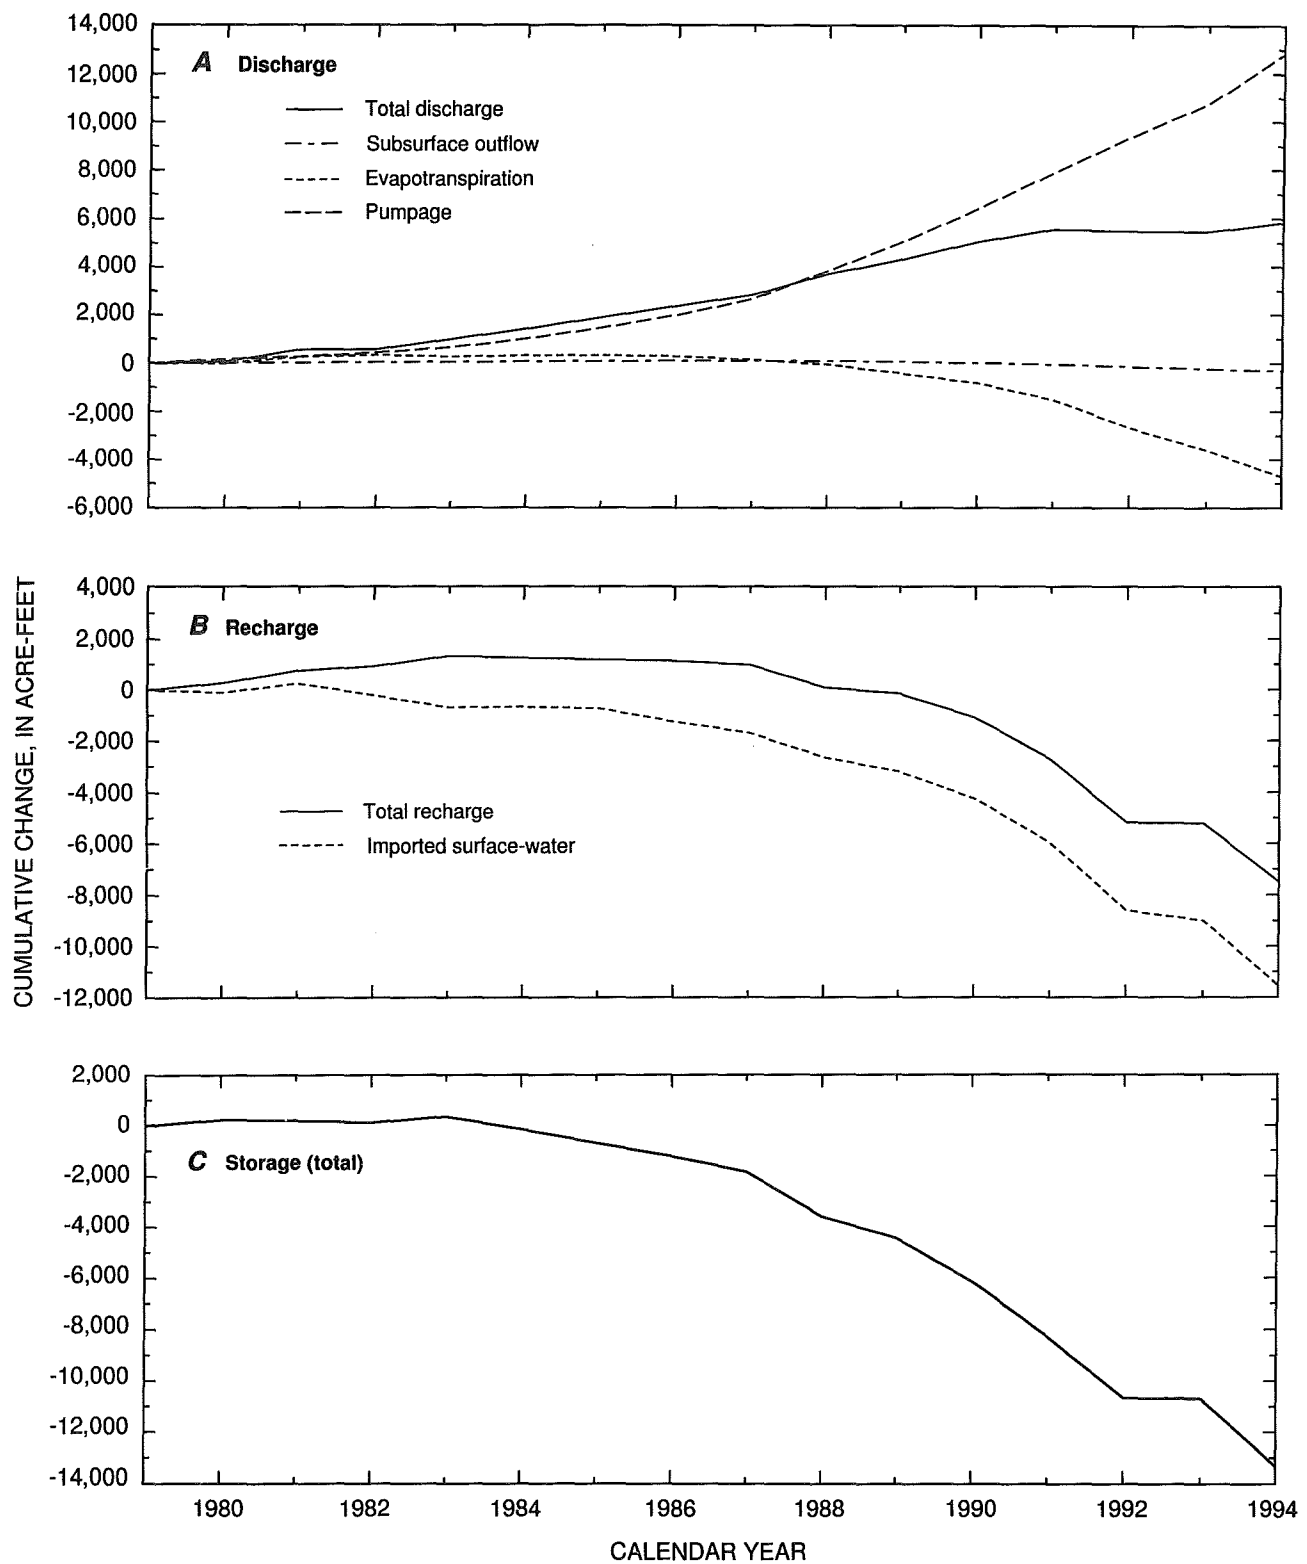 14,000
A Discharge
12,000
Total discharge
10,000
Subsurface outflow
8,000
Evapotranspiration
6,000
Pumpage
4,000
2,000
0
-2,000
-4,000
-6,000
CUMULATIVE CHANGE, IN ACRE-FEET
4,000
B Recharge
2,000
0
-2,000
-4,000
Total recharge
-6,000
Imported surface-water
-8,000
-10,000
-12,000
2,000
0
C Storage (total)
-2,000
-4,000
-6,000
-8,000
-10,000
-12,000
-14,000
1980 1982 1984 1986 1988 1990 1992 1994
CALENDAR YEAR